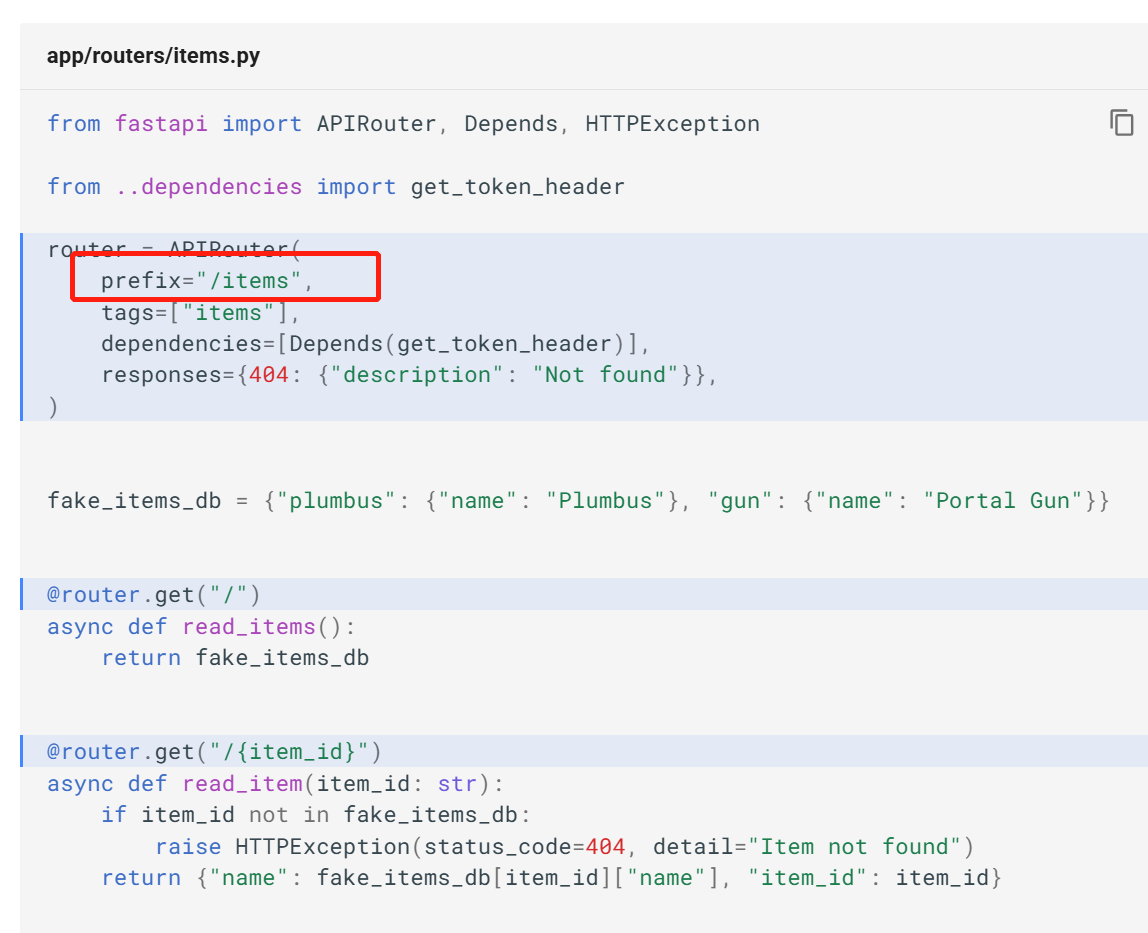 app/routers/items.py
from fastapi import APIRouter, Depends, HTTPException
from ..dependencies import get_token_header
router = APIRouter(
    prefix="/items",
    tags=["items"],
    dependencies=[Depends(get_token_header)],
    responses={404: {"description": "Not found"}},
)
fake_items_db = {"plumbus": {"name": "Plumbus"}, "gun": {"name": "Portal Gun"}}
@router.get("/")
async def read_items():
    return fake_items_db
@router.get("/{item_id}")
async def read_item(item_id: str):
    if item_id not in fake_items_db:
        raise HTTPException(status_code=404, detail="Item not found")
    return {"name": fake_items_db[item_id]["name"], "item_id": item_id}